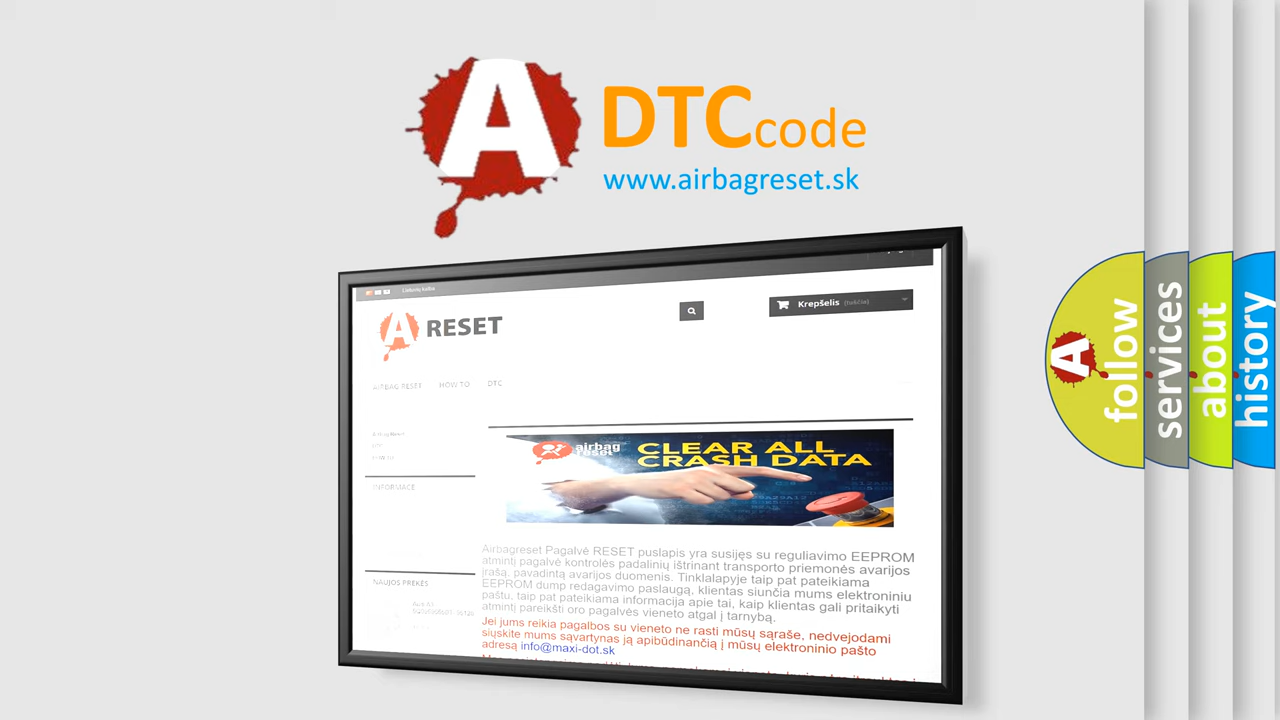 A DTCcode
www.airbagreset.sk
Lietuvių kalba
Krepšelis (tuščia)
A RESET
AIRBAG RESET HOW TO DTC
INFORMACE
NAUJOS PREKĖS
airbag
reset
CLEAR ALL
CRASH DATA
Airbagreset Pagalvė RESET puslapis yra susijęs su reguliavimo EEPROM
atmintį pagalvė kontrolės padalinių ištrinant transporto priemonės avarijos
įrašą, pavadintą avarijos duomenis. Tinklalapyje taip pat pateikiama
EEPROM dump redagavimo paslaugą, klientas siunčia mums elektroniniu
paštu, taip pat pateikiama informacija apie tai, kaip klientas gali pritaikyti
atmintį pareikšti oro pagalvės vieneto atgal į tarnybą.
Jei jums reikia pagalbos su vieneto ne rasti mūsų sąraše, nedvejodami
siųskite mums sąvartynas ją apibūdinančią į mūsų elektroninio pašto
adresą info@maxi-dot.sk
A follow
services
about
history